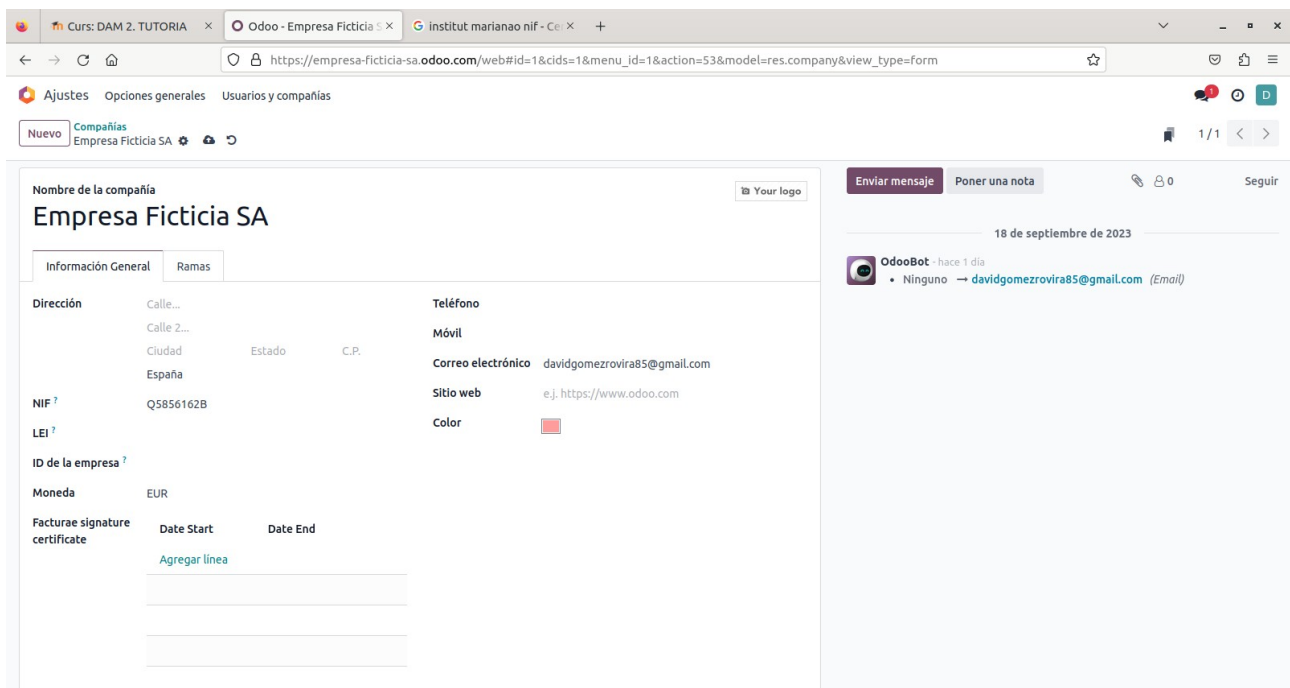 Curs: DAM 2. TUTORIA
Odoo - Empresa Ficticia S
G institut marianao nif - Ce
https://empresa-ficticia-sa.odoo.com/web#id=1&cids=1&menu_id=1&action=53&model=res.company&view_type=form
Ajustes Opciones generales Usuarios y compañías
1
D
Nuevo
Compañías
Empresa Ficticia SA
1/1
Nombre de la compañía
Your logo
Empresa Ficticia SA
Información General Ramas
Dirección Calle...
Calle 2...
Ciudad Estado C.P.
España
NIF ? Q5856162B
LEI ?
ID de la empresa ?
Moneda EUR
Facturae signature certificate
Date Start Date End
Agregar línea
Teléfono
Móvil
Correo electrónico davidgomezrovira85@gmail.com
Sitio web e.j. https://www.odoo.com
Color
Enviar mensaje Poner una nota 0 Seguir
18 de septiembre de 2023
OdooBot - hace 1 día
• Ninguno → davidgomezrovira85@gmail.com (Email)